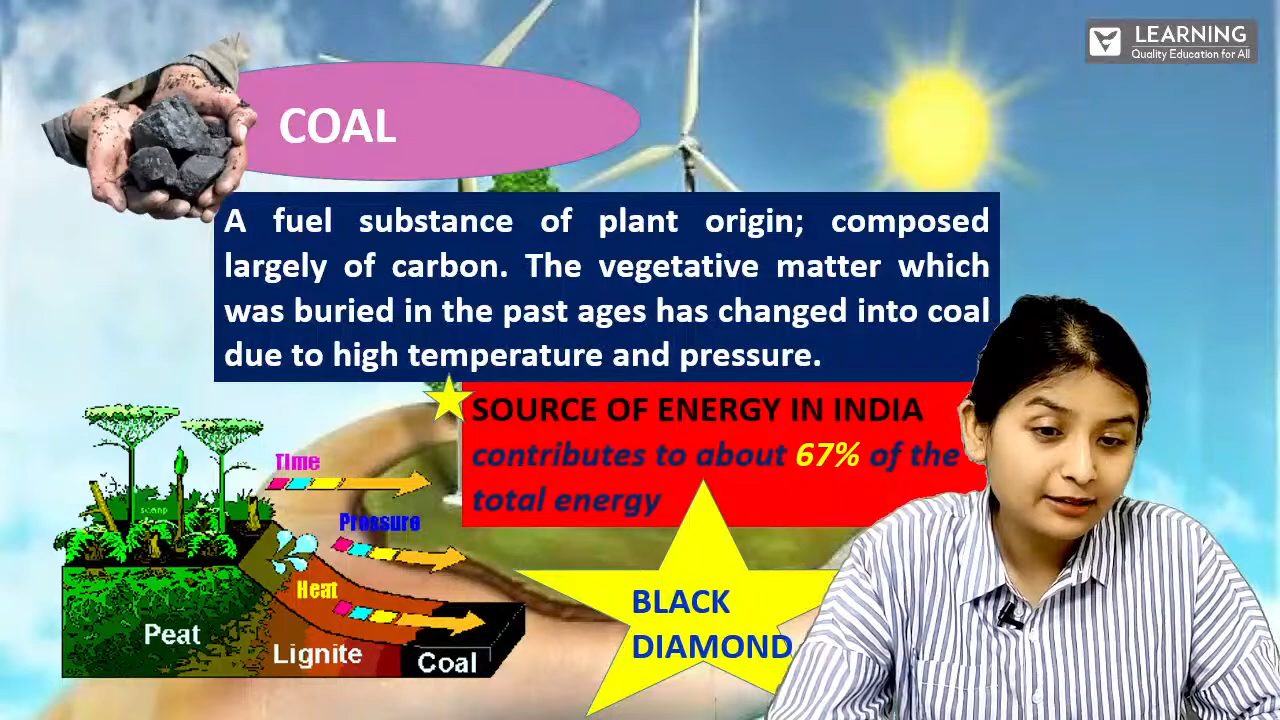 LEARNING
Quality Education for All
COAL
A fuel substance of plant origin; composed
largely of carbon. The vegetative matter which
was buried in the past ages has changed into coal
due to high temperature and pressure.
SOURCE OF ENERGY IN INDIA
contributes to about 67% of the
total energy
Time
swamp
Pressure
Heat
BLACK
DIAMOND
Peat
Lignite
Coal